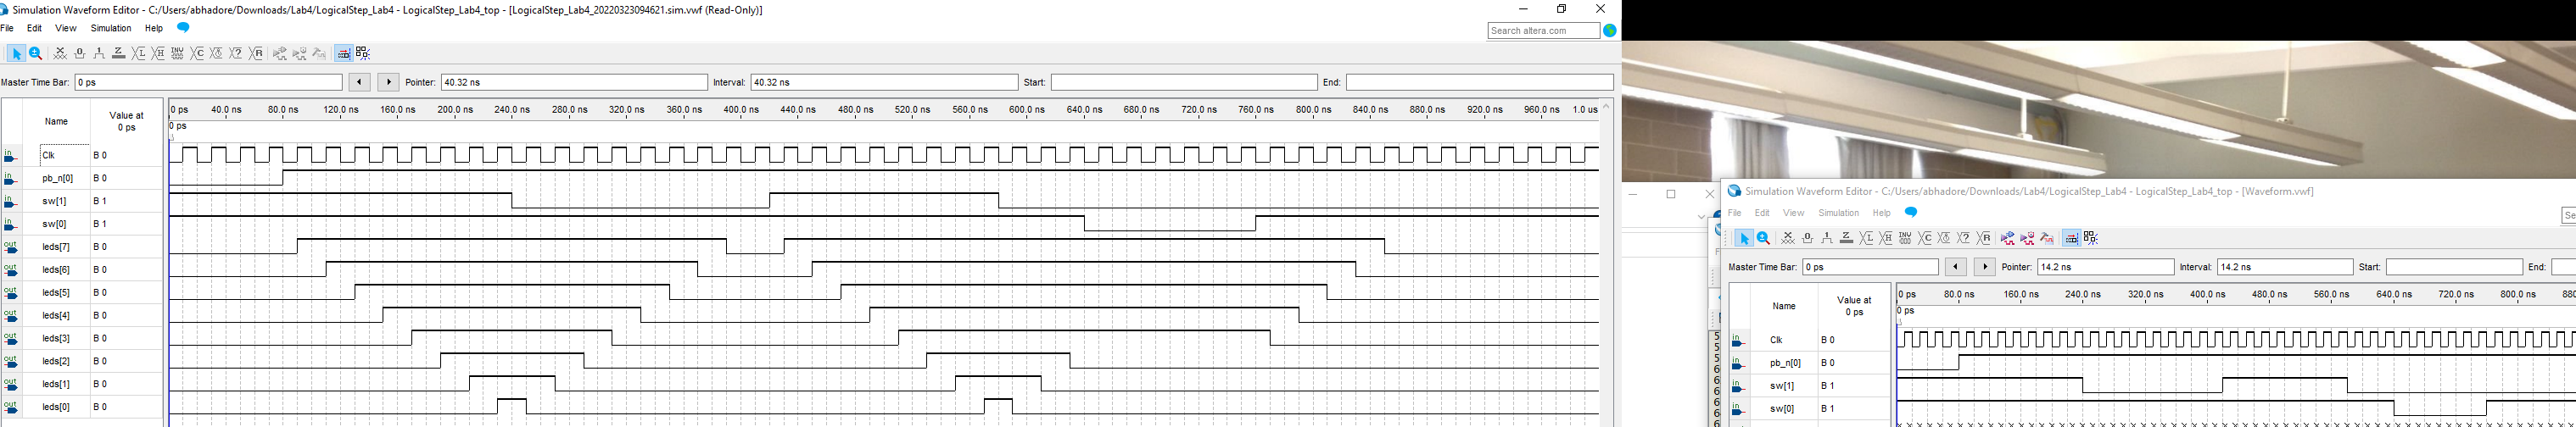 Simulation Waveform Editor - C:/Users/abhadore/Downloads/Lab4/LogicalStep_Lab4 - LogicalStep_Lab4_top - [LogicalStep_Lab4_20220323094621.sim.vwf (Read-Only)]
File Edit View Simulation Help
Search altera.com
Master Time Bar: 0 ps Pointer: 40.32 ns Interval: 40.32 ns Start: End:
Name Value at 0 ps
0 ps 40.0 ns 80.0 ns 120.0 ns 160.0 ns 200.0 ns 240.0 ns 280.0 ns 320.0 ns 360.0 ns 400.0 ns 440.0 ns 480.0 ns 520.0 ns 560.0 ns 600.0 ns 640.0 ns 680.0 ns 720.0 ns 760.0 ns 800.0 ns 840.0 ns 880.0 ns 920.0 ns 960.0 ns 1.0 us
0 ps
in Clk B 0
in pb_n[0] B 0
in sw[1] B 1
in sw[0] B 1
out leds[7] B 0
out leds[6] B 0
out leds[5] B 0
out leds[4] B 0
out leds[3] B 0
out leds[2] B 0
out leds[1] B 0
out leds[0] B 0
Simulation Waveform Editor - C:/Users/abhadore/Downloads/Lab4/LogicalStep_Lab4 - LogicalStep_Lab4_top - [Waveform.vwf]
File Edit View Simulation Help
Master Time Bar: 0 ps Pointer: 14.2 ns Interval: 14.2 ns Start: End:
Name Value at 0 ps
0 ps 80.0 ns 160.0 ns 240.0 ns 320.0 ns 400.0 ns 480.0 ns 560.0 ns 640.0 ns 720.0 ns 800.0 ns
0 ps
in Clk B 0
in pb_n[0] B 0
in sw[1] B 1
in sw[0] B 1